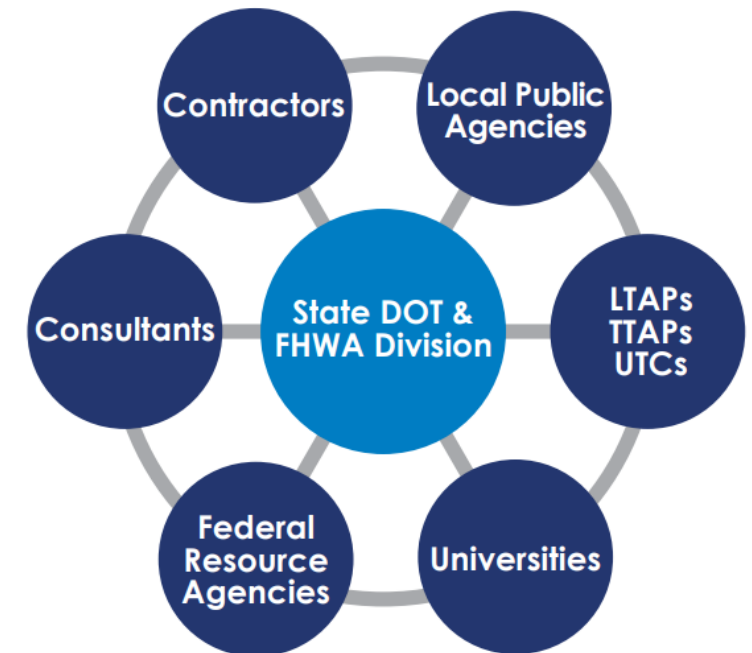 Contractors
Local Public
Agencies
Consultants
State DOT &
FHWA Division
LTAPs
TTAPs
UTCs
Federal
Resource
Agencies
Universities